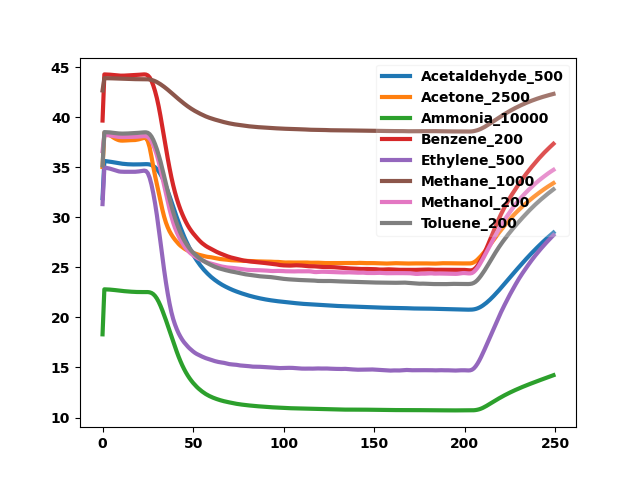 45
40
35
30
25
20
15
10
0
50
100
150
200
250
Acetaldehyde_500
Acetone_2500
Ammonia_10000
Benzene_200
Ethylene_500
Methane_1000
Methanol_200
Toluene_200